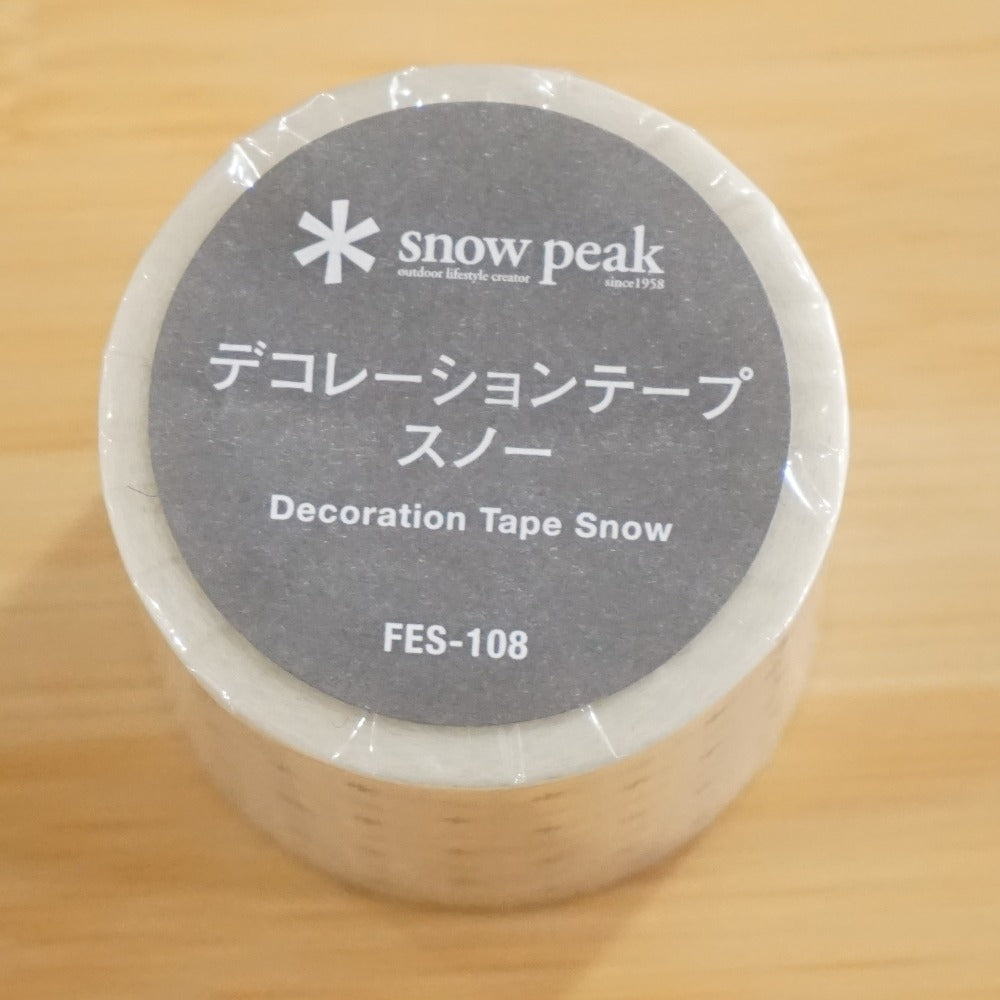 snow peak
outdoor lifestyle creator since1958
デコレーションテープ
スノー
Decoration Tape Snow
FES-108